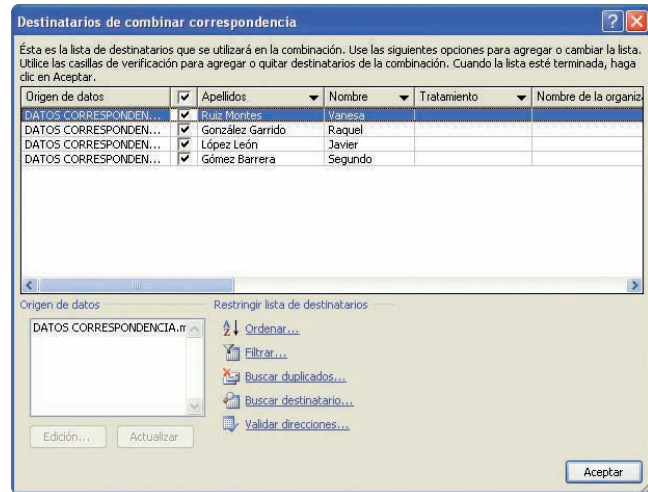 Destinatarios de combinar correspondencia
Ésta es la lista de destinatarios que se utilizará en la combinación. Use las siguientes opciones para agregar o cambiar la lista.
Utilice las casillas de verificación para agregar o quitar destinatarios de la combinación. Cuando la lista esté terminada, haga
clic en Aceptar.
Origen de datos Apellidos Nombre Tratamiento Nombre de la organiz
DATOS CORRESPONDEN... Ruiz Montes Vanesa
DATOS CORRESPONDEN... González Garrido Raquel
DATOS CORRESPONDEN... López León Javier
DATOS CORRESPONDEN... Gómez Barrera Segundo
Origen de datos Restringir lista de destinatarios
DATOS CORRESPONDENCIA.m
Ordenar...
Filtrar...
Buscar duplicados...
Buscar destinatario...
Validar direcciones...
Edición... Actualizar
Aceptar